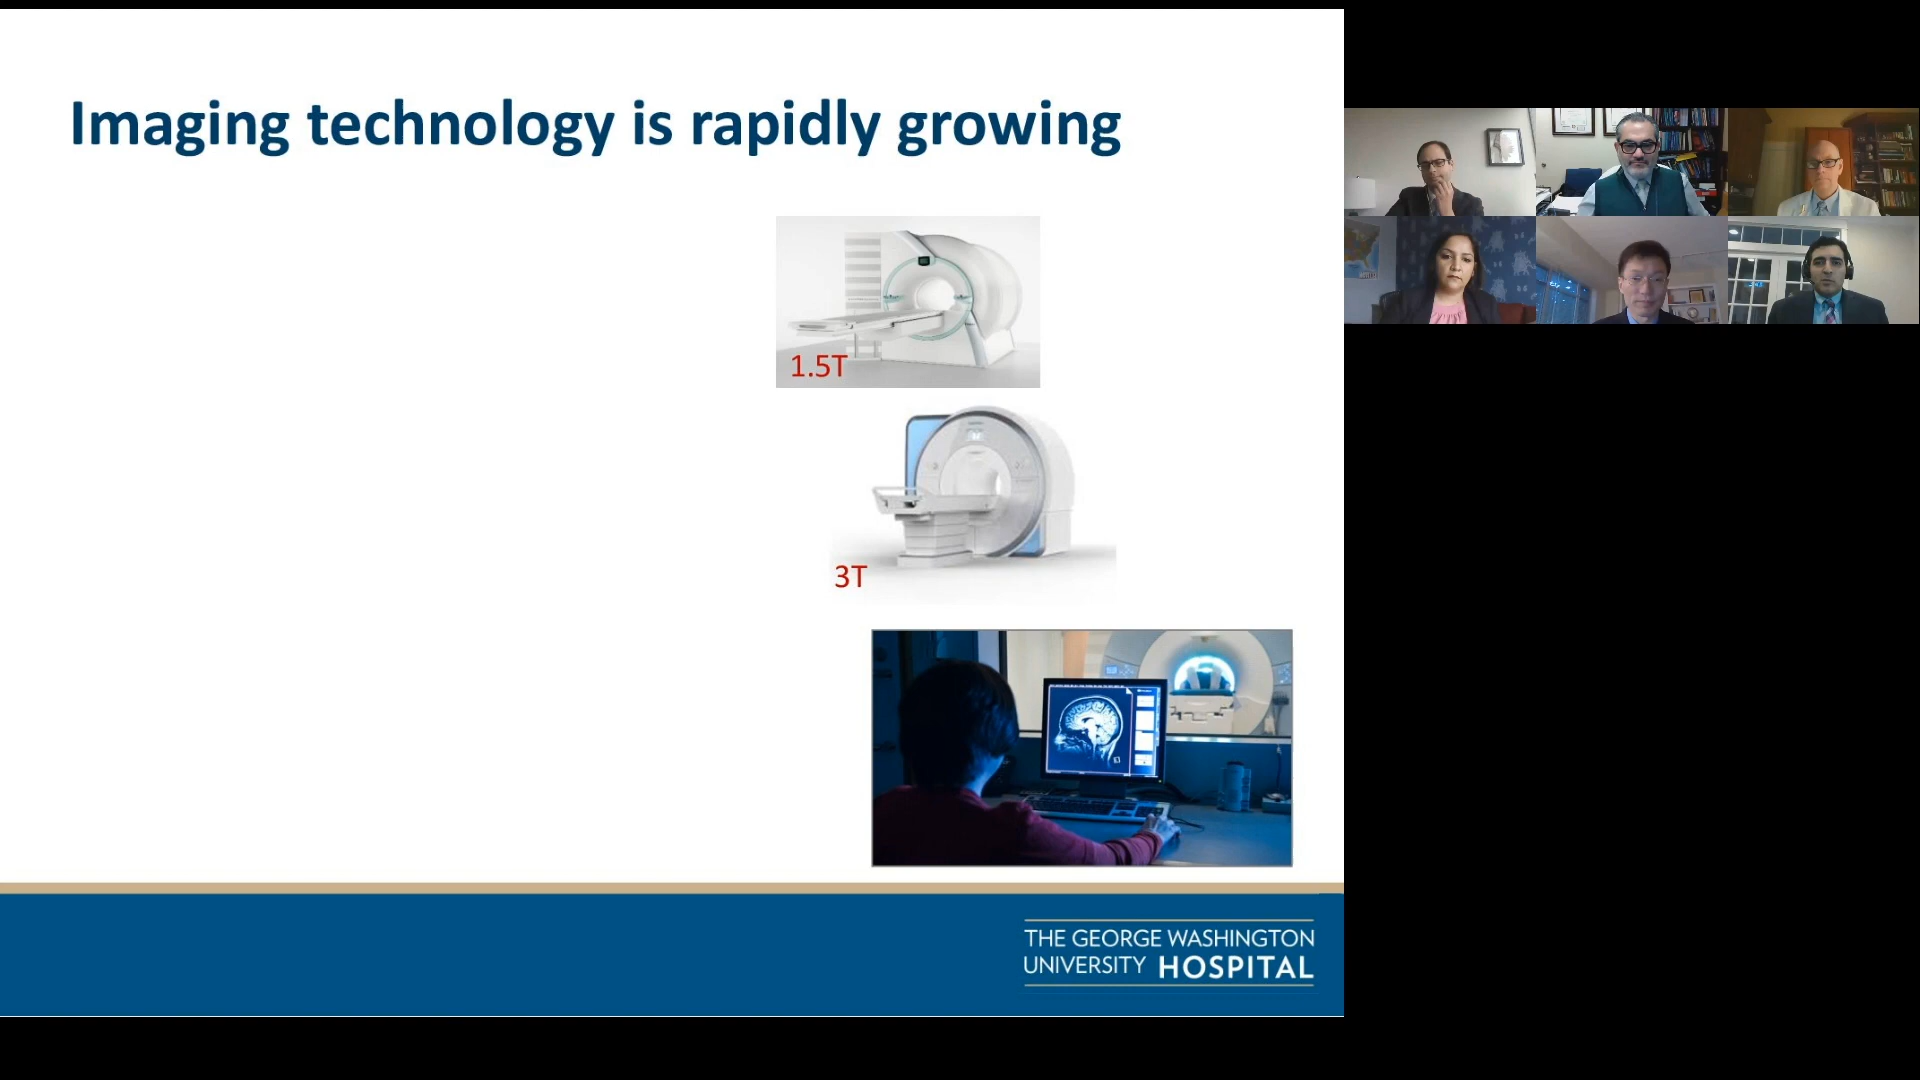 Imaging technology is rapidly growing
1.5T
3T
THE GEORGE WASHINGTON
UNIVERSITY HOSPITAL